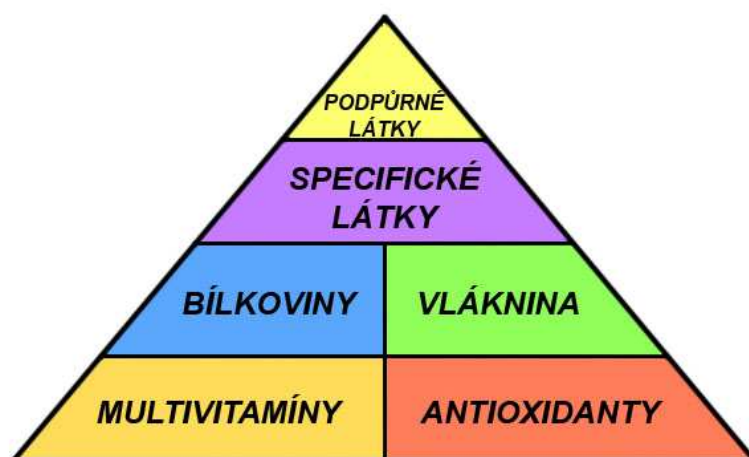 PODPŮRNÉ
LÁTKY
SPECIFICKÉ
LÁTKY
BÍLKOVINY
VLÁKNINA
MULTIVITAMÍNY
ANTIOXIDANTY